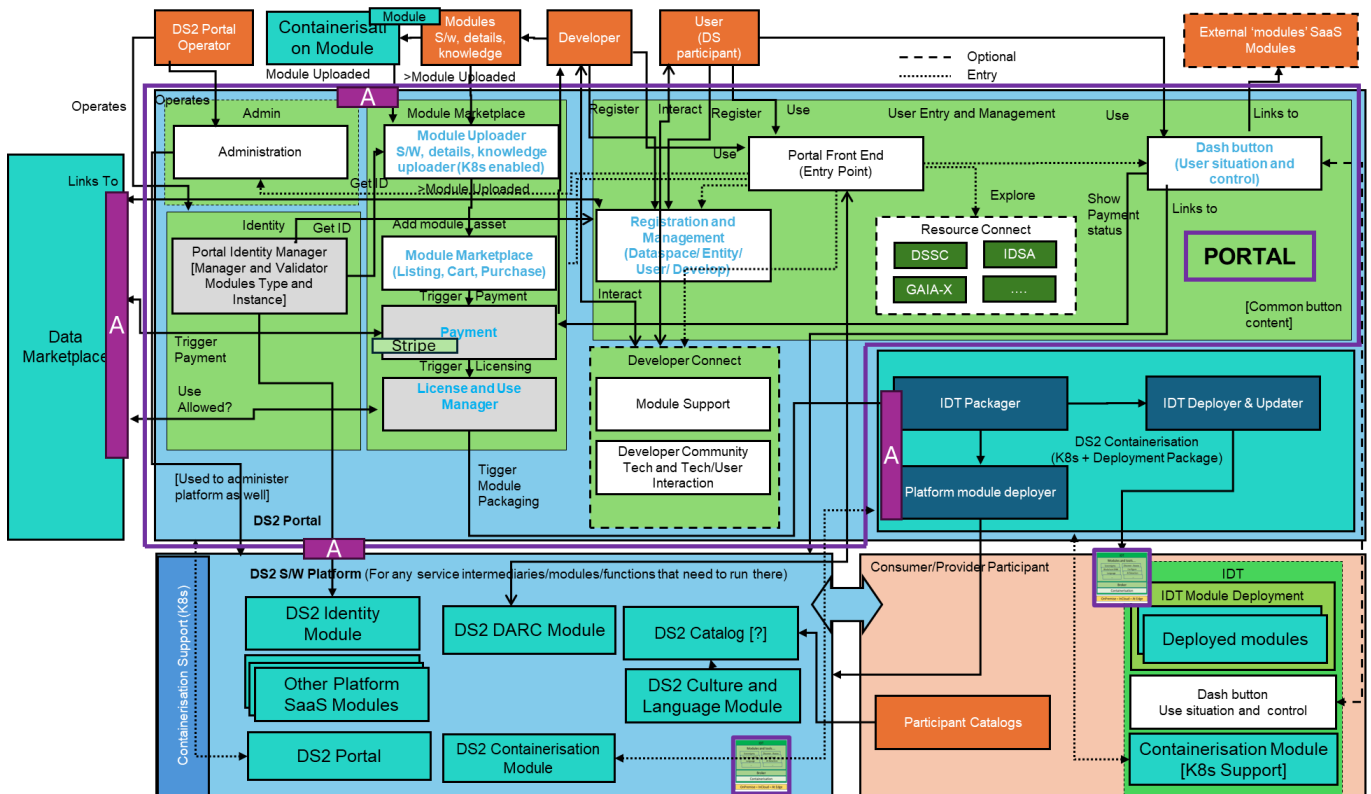 DS2 Portal
Operator
Containerisati
on Module
Module
Modules
S/w, details,
knowledge
Developer
User
(DS
participant)
Optional
Entry
External ‘modules’ SaaS
Modules
Module Uploaded
>Module Uploaded
Operates
Operates
A
Admin
Module Marketplace
Register
Interact
Register
Use
User Entry and Management
Use
Links to
Administration
Module Uploader
S/W, details, knowledge
uploader (K8s enabled)
Use
Portal Front End
(Entry Point)
Dash button
(User situation and
control)
Links To
Get ID
>Module Uploaded
Explore
Show
Payment
status
Links to
Identity
Get ID
Add module asset
Registration and
Management
(Dataspace/ Entity/
User/ Develop)
Resource Connect
DSSC
IDSA
GAIA-X
....
PORTAL
Portal Identity Manager
[Manager and Validator
Modules Type and
Instance]
Module Marketplace
(Listing, Cart, Purchase)
Interact
[Common button
content]
Trigger Payment
Data
Marketplace
A
Trigger
Payment
Payment
Stripe
Developer Connect
Trigger Licensing
Use
Allowed?
License and Use
Manager
Module Support
IDT Packager
IDT Deployer & Updater
A
DS2 Containerisation
(K8s + Deployment Package)
Developer Community
Tech and Tech/User
Interaction
Tigger
Module
Packaging
Platform module deployer
[Used to administer
platform as well]
DS2 Portal
A
Containerisation Support (K8s)
DS2 S/W Platform (For any service intermediaries/modules/functions that need to run there)
Consumer/Provider Participant
IDT
IDT Module Deployment
Deployed modules
DS2 Identity
Module
DS2 DARC Module
DS2 Catalog [?]
Other Platform
SaaS Modules
DS2 Culture and
Language Module
Participant Catalogs
Dash button
Use situation and control
DS2 Portal
DS2 Containerisation
Module
Containerisation Module
[K8s Support]